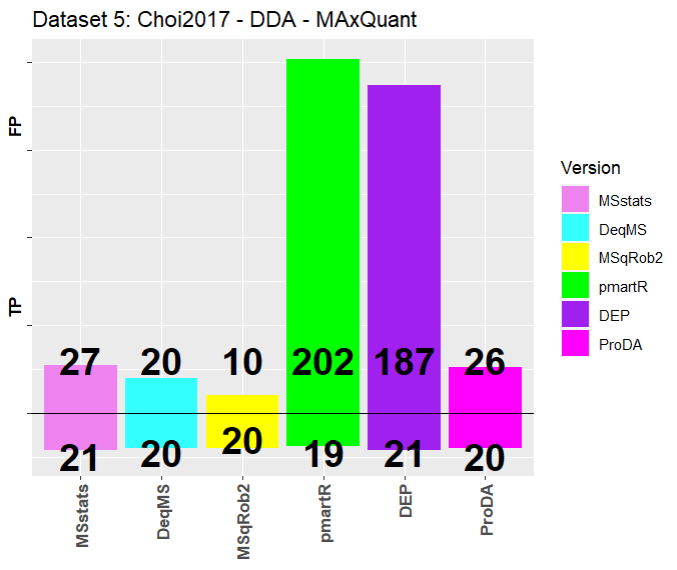 Dataset 5: Choi2017 - DDA - MAxQuant
FP
TP
27 20 10 202 187 26
21 20 20 19 21 20
MSstats
DeqMS
MSqRob2
pmartR
DEP
ProDA
Version
MSstats
DeqMS
MSqRob2
pmartR
DEP
ProDA